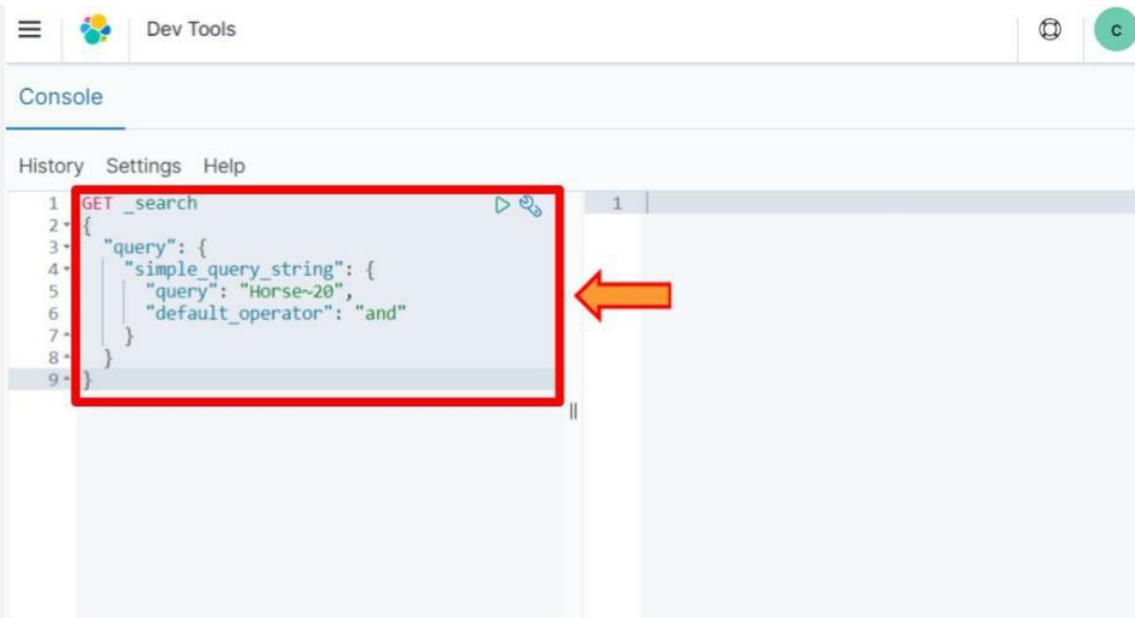 Dev Tools
C
Console
History Settings Help
1 GET _search
2 {
3 "query": {
4 "simple_query_string": {
5 "query": "Horse~20",
6 "default_operator": "and"
7 }
8 }
9 }
1